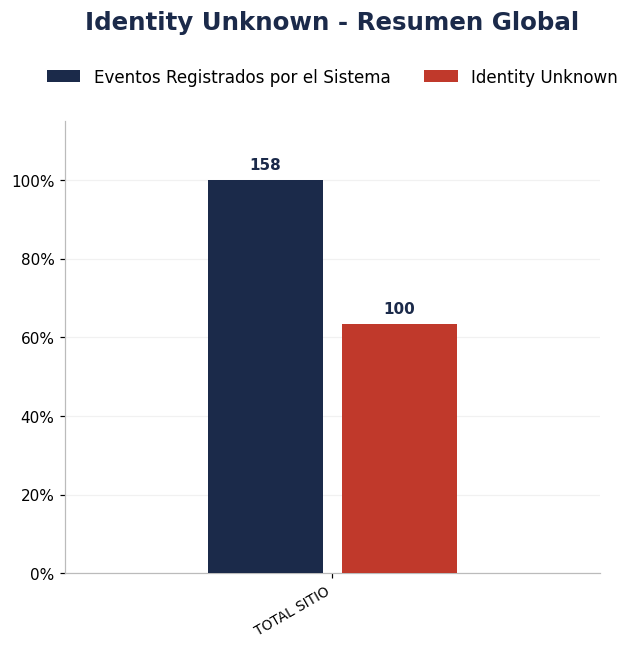 Identity Unknown - Resumen Global
Eventos Registrados por el Sistema
Identity Unknown
158
100%
100
80%
60%
40%
20%
0%
TOTAL SITIO